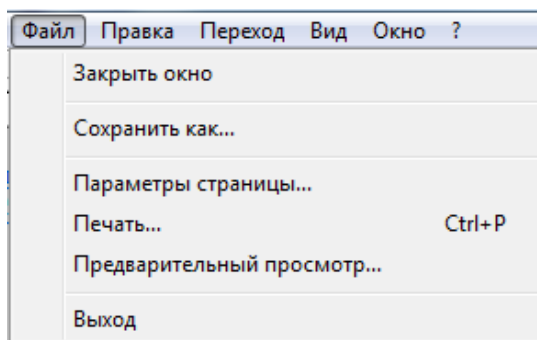 Файл Правка Переход Вид Окно ?
Закрыть окно
Сохранить как...
Параметры страницы...
Печать... Ctrl+P
Предварительный просмотр...
Выход